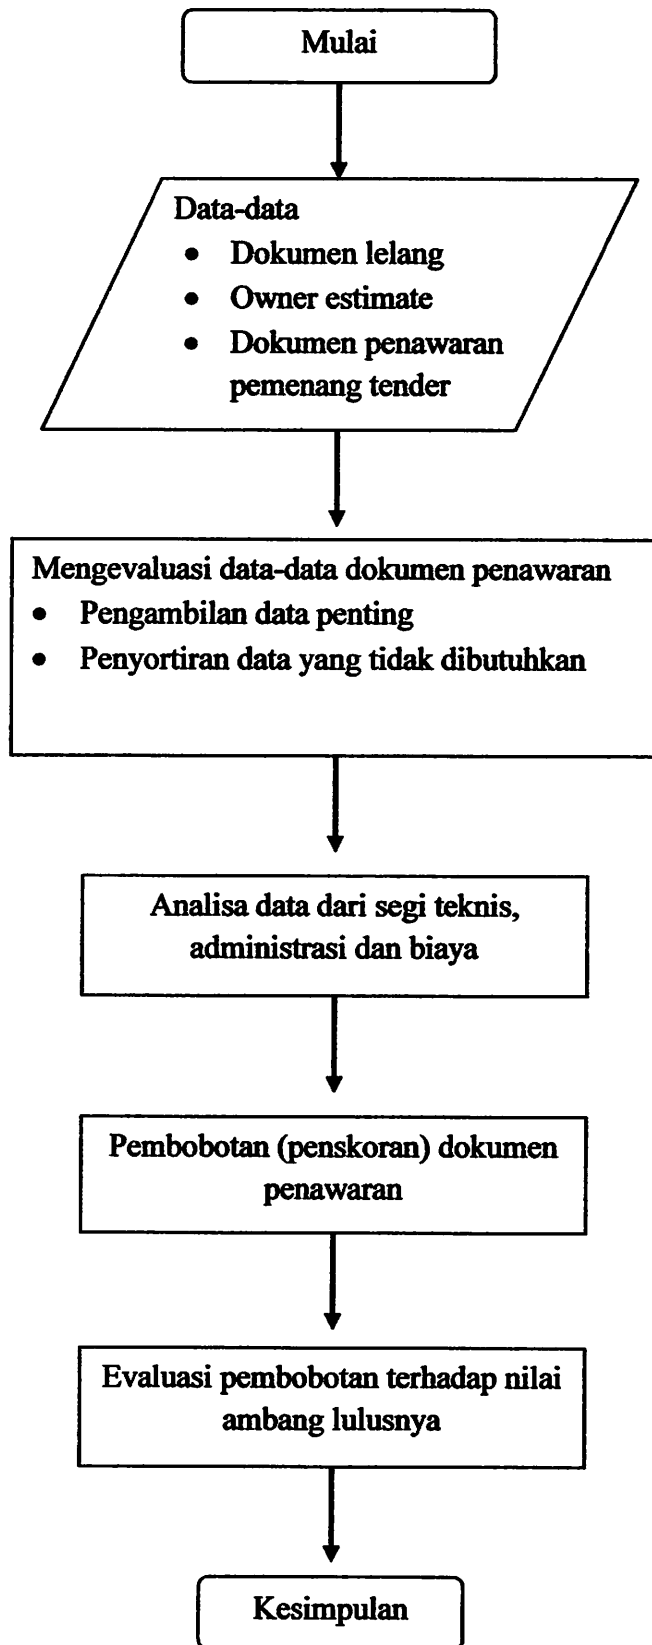 Mulai
Data-data
• Dokumen lelang
• Owner estimate
• Dokumen penawaran
pemenang tender
Mengevaluasi data-data dokumen penawaran
• Pengambilan data penting
• Penyortiran data yang tidak dibutuhkan
Analisa data dari segi teknis,
administrasi dan biaya
Pembobotan (penskoran) dokumen
penawaran
Evaluasi pembobotan terhadap nilai
ambang lulusnya
Kesimpulan